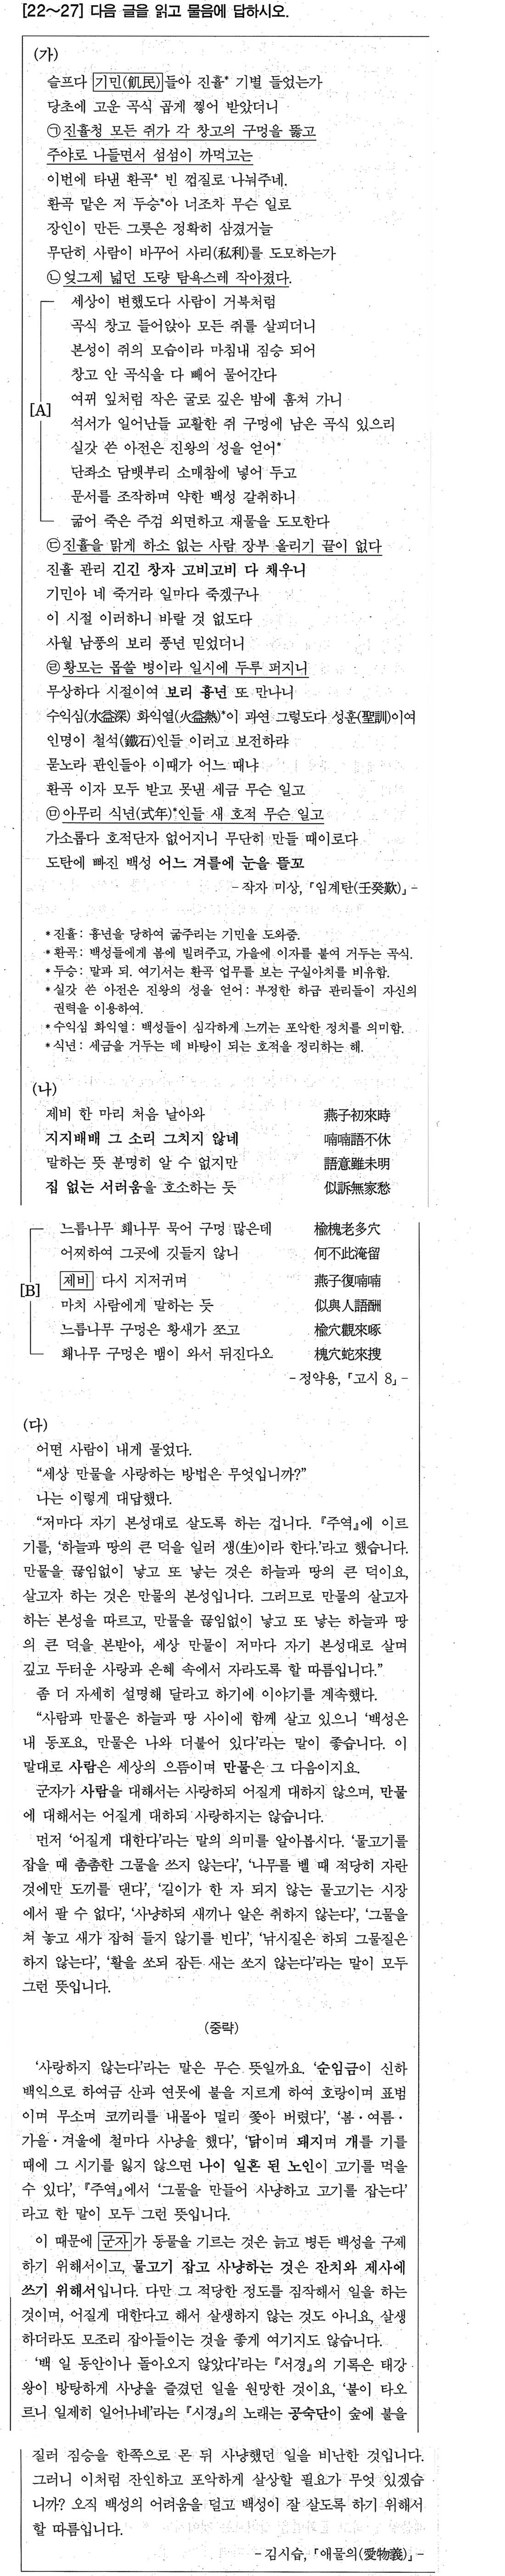 [22～27] 다음 글을 읽고 물음에 답하시오.
(가)
슬프다 기민(飢民)들아 진휼* 기별 들었는가
당초에 고운 곡식 곱게 찧어 받았더니
㉠진휼청 모든 쥐가 각 창고의 구멍을 뚫고
주야로 나들면서 섬섬이 까먹고는
이번에 타낸 환곡* 빈 껍질로 나눠주네.
환곡 맡은 저 두승*아 너조차 무슨 일로
장인이 만든 그릇은 정확히 삼겼거늘
무단히 사람이 바꾸어 사리(私利)를 도모하는가
㉡엊그제 넓던 도량 탐욕스레 작아졌다.
세상이 변했도다 사람이 거북처럼
곡식 창고 들어앉아 모든 쥐를 살피더니
본성이 쥐의 모습이라 마침내 짐승 되어
창고 안 곡식을 다 빼어 물어간다
여뀌 잎처럼 작은 굴로 깊은 밤에 훔쳐 가니
[A]
석서가 일어난들 교활한 쥐 구멍에 남은 곡식 있으리
실갓 쓴 아전은 진왕의 성을 얻어*
단좌소 담뱃부리 소매참에 넣어 두고
문서를 조작하며 약한 백성 갈취하니
굶어 죽은 주검 외면하고 재물을 도모한다
㉢진휼을 맑게 하소 없는 사람 장부 올리기 끝이 없다
진휼 관리 긴긴 창자 고비고비 다 채우니
기민아 네 죽거라 일마다 죽겠구나
이 시절 이러하니 바랄 것 없도다
사월 남풍의 보리 풍년 믿었더니
㉣황모는 몹쓸 병이라 일시에 두루 퍼지니
무상하다 시절이여 보리 흉년 또 만나니
수익심(水益深) 화익열(火益熱)*이 과연 그렇도다 성훈(聖訓)이여
인명이 철석(鐵石)인들 이러고 보전하랴
묻노라 관인들아 이때가 어느 때냐
환곡 이자 모두 받고 못낸 세금 무슨 일고
㉤아무리 식년(式年)*인들 새 호적 무슨 일고
가소롭다 호적단자 없어지니 무단히 만들 때이로다
도탄에 빠진 백성 어느 겨를에 눈을 뜰꼬
- 작자 미상, 「임계탄(壬癸歎)」 -
* 진휼: 흉년을 당하여 굶주리는 기민을 도와줌.
* 환곡: 백성들에게 봄에 빌려주고, 가을에 이자를 붙여 거두는 곡식.
* 두승: 말과 되. 여기서는 환곡 업무를 보는 구실아치를 비유함.
* 실갓 쓴 아전은 진왕의 성을 얻어: 부정한 하급 관리들이 자신의
권력을 이용하여.
* 수익심 화익열: 백성들이 심각하게 느끼는 포악한 정치를 의미함.
* 식년: 세금을 거두는 데 바탕이 되는 호적을 정리하는 해.
(나)
제비 한 마리 처음 날아와 燕子初來時
지지배배 그 소리 그치지 않네 喃喃語不休
말하는 뜻 분명히 알 수 없지만 語意雖未明
집 없는 서러움을 호소하는 듯 似訴無家愁
느릅나무 홰나무 묵어 구멍 많은데 楡槐老多穴
어찌하여 그곳에 깃들지 않니 何不此淹留
[B] 제비 다시 지저귀며 燕子復喃喃
마치 사람에게 말하는 듯 似與人語酬
느릅나무 구멍은 황새가 쪼고 楡穴觀來啄
홰나무 구멍은 뱀이 와서 뒤진다오 槐穴蛇來搜
- 정약용, 「고시 8」 -
(다)
어떤 사람이 내게 물었다.
“세상 만물을 사랑하는 방법은 무엇입니까?”
나는 이렇게 대답했다.
“저마다 자기 본성대로 살도록 하는 겁니다. 『주역』에 이르
기를, ‘하늘과 땅의 큰 덕을 일러 생(生)이라 한다.’라고 했습니다.
만물을 끊임없이 낳고 또 낳는 것은 하늘과 땅의 큰 덕이요,
살고자 하는 것은 만물의 본성입니다. 그러므로 만물의 살고자
하는 본성을 따르고, 만물을 끊임없이 낳고 또 낳는 하늘과 땅
의 큰 덕을 본받아, 세상 만물이 저마다 자기 본성대로 살며
깊고 두터운 사랑과 은혜 속에서 자라도록 할 따름입니다.”
좀 더 자세히 설명해 달라고 하기에 이야기를 계속했다.
“사람과 만물은 하늘과 땅 사이에 함께 살고 있으니 ‘백성은
내 동포요, 만물은 나와 더불어 있다’라는 말이 좋습니다. 이
말대로 사람은 세상의 으뜸이며 만물은 그 다음이지요.
군자가 사람을 대해서는 사랑하되 어질게 대하지 않으며, 만물
에 대해서는 어질게 대하되 사랑하지는 않습니다.
먼저 ‘어질게 대한다’라는 말의 의미를 알아봅시다. ‘물고기를
잡을 때 촘촘한 그물을 쓰지 않는다’, ‘나무를 벨 때 적당히 자란
것에만 도끼를 댄다’, ‘길이가 한 자 되지 않는 물고기는 시장
에서 팔 수 없다’, ‘사냥하되 새끼나 알은 취하지 않는다’, ‘그물을
쳐 놓고 새가 잡혀 들지 않기를 빈다’, ‘낚시질은 하되 그물질은
하지 않는다’, ‘활을 쏘되 잠든 새는 쏘지 않는다’라는 말이 모두
그런 뜻입니다.
(중략)
‘사랑하지 않는다’라는 말은 무슨 뜻일까요. ‘순임금이 신하
백익으로 하여금 산과 연못에 불을 지르게 하여 호랑이며 표범
이며 무소며 코끼리를 내몰아 멀리 쫓아 버렸다’, ‘봄·여름·
가을·겨울에 철마다 사냥을 했다’, ‘닭이며 돼지며 개를 기를
때에 그 시기를 잃지 않으면 나이 일흔 된 노인이 고기를 먹을
수 있다’, 『주역』에서 ‘그물을 만들어 사냥하고 고기를 잡는다’
라고 한 말이 모두 그런 뜻입니다.
이 때문에 군자가 동물을 기르는 것은 늙고 병든 백성을 구제
하기 위해서이고, 물고기 잡고 사냥하는 것은 잔치와 제사에
쓰기 위해서입니다. 다만 그 적당한 정도를 짐작해서 일을 하는
것이며, 어질게 대한다고 해서 살생하지 않는 것도 아니요, 살생
하더라도 모조리 잡아들이는 것을 좋게 여기지도 않습니다.
‘백 일 동안이나 돌아오지 않았다’라는 『서경』의 기록은 태강
왕이 방탕하게 사냥을 즐겼던 일을 원망한 것이요, ‘불이 타오
르니 일제히 일어나네’라는 『시경』의 노래는 공숙단이 숲에 불을
질러 짐승을 한쪽으로 몬 뒤 사냥했던 일을 비난한 것입니다.
그러니 이처럼 잔인하고 포악하게 살상할 필요가 무엇 있겠습
니까? 오직 백성의 어려움을 덜고 백성이 잘 살도록 하기 위해서
할 따름입니다.
- 김시습, 「애물의(愛物義)」 -